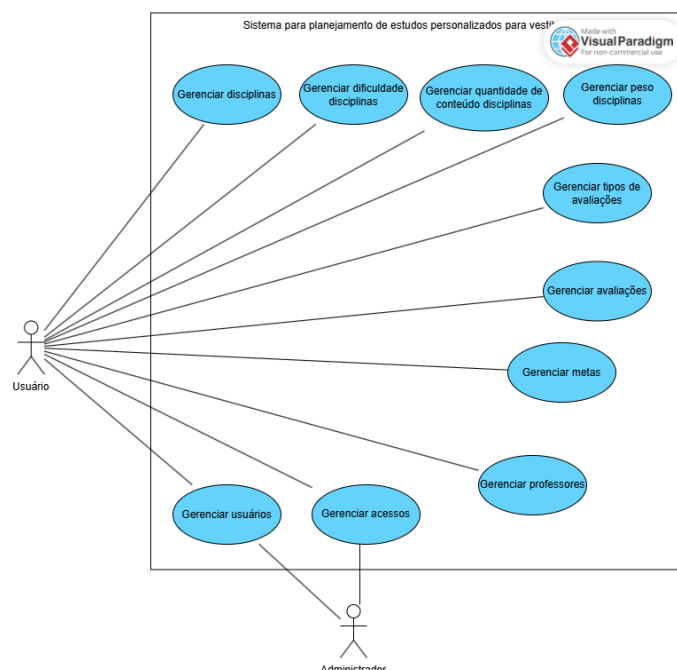 Sistema para planejamento de estudos personalizados para
Made with
Visual Paradigm
For non-commercial use
Gerenciar disciplinas
Gerenciar dificuldade
disciplinas
Gerenciar quantidade de
conteúdo disciplinas
Gerenciar peso
disciplinas
Gerenciar tipos de
avaliações
Gerenciar avaliações
Usuário
Gerenciar metas
Gerenciar professores
Gerenciar usuários
Gerenciar acessos
Administrador